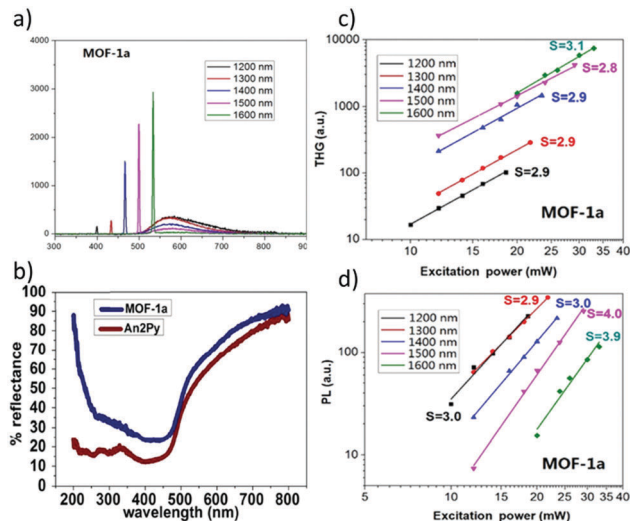 a)
MOF-1a
1200 nm
1300 nm
1400 nm
1500 nm
1600 nm
4000
3000
2000
1000
0
300 400 500 600 700 800 90
b)
MOF-1a
An2Py
% reflectance
100
90
80
70
60
50
40
30
20
10
0
200 300 400 500 600 700 800
wavelength (nm)
c)
THG (a.u.)
10000
1000
100
10
1200 nm
1300 nm
1400 nm
1500 nm
1600 nm
S=3.1
S=2.8
S=2.9
S=2.9
S=2.9
MOF-1a
10 20 30 40
Excitation power (mW)
d)
PL (a.u.)
100
10
1200 nm
1300 nm
1400 nm
1500 nm
1600 nm
S=2.9
S=3.0
S=4.0
S=3.9
S=3.0
MOF-1a
5 10 15 20 25 30 35 40
Excitation power (mW)